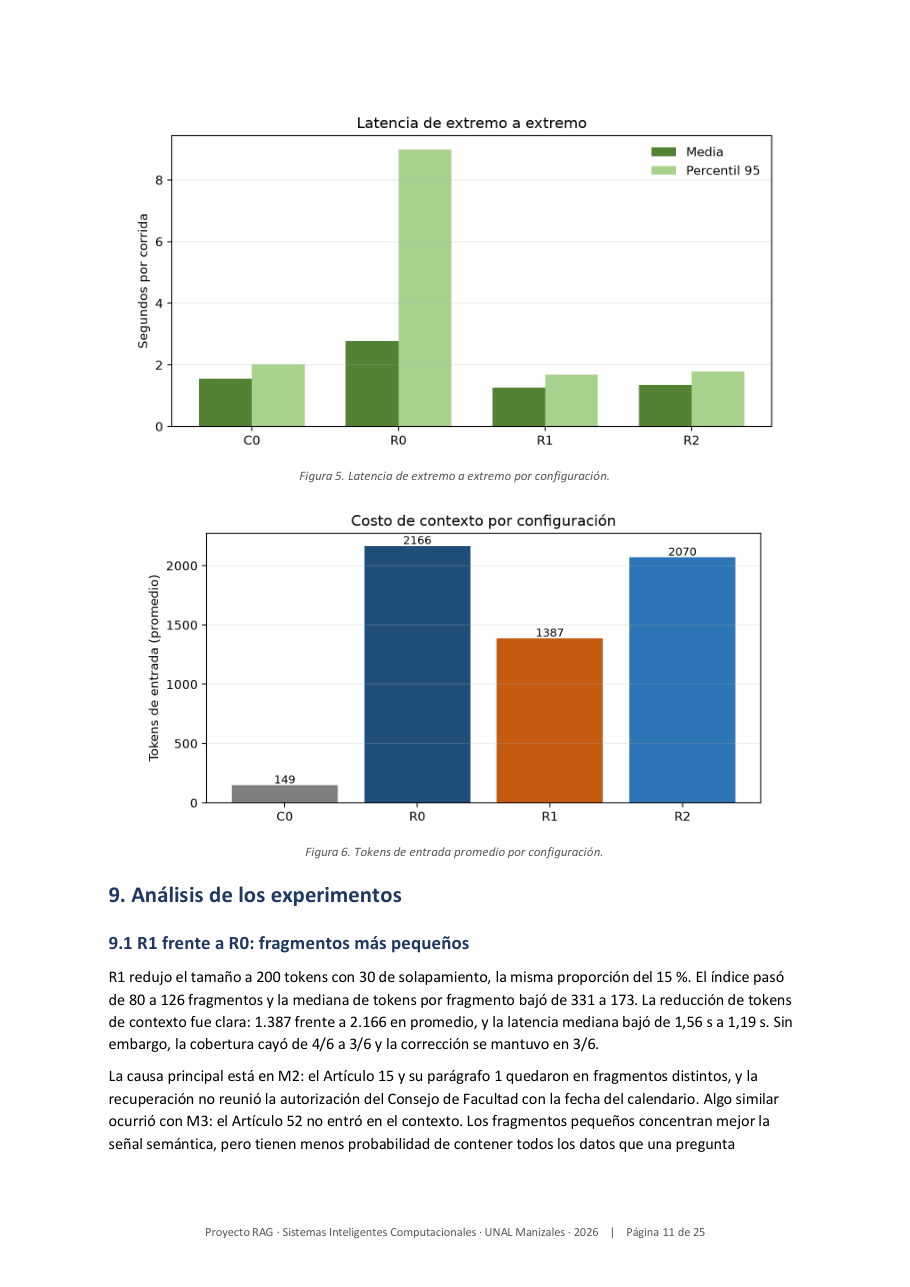 Latencia de extremo a extremo
Media
Percentil 95
Segundos por corrida
8
6
4
2
0
C0
R0
R1
R2
Figura 5. Latencia de extremo a extremo por configuración.
Costo de contexto por configuración
Tokens de entrada (promedio)
2000
1500
1000
500
0
149
2166
1387
2070
C0
R0
R1
R2
Figura 6. Tokens de entrada promedio por configuración.
9. Análisis de los experimentos
9.1 R1 frente a R0: fragmentos más pequeños
R1 redujo el tamaño a 200 tokens con 30 de solapamiento, la misma proporción del 15 %. El índice pasó
de 80 a 126 fragmentos y la mediana de tokens por fragmento bajó de 331 a 173. La reducción de tokens
de contexto fue clara: 1.387 frente a 2.166 en promedio, y la latencia mediana bajó de 1,56 s a 1,19 s. Sin
embargo, la cobertura cayó de 4/6 a 3/6 y la corrección se mantuvo en 3/6.
La causa principal está en M2: el Artículo 15 y su parágrafo 1 quedaron en fragmentos distintos, y la
recuperación no reunió la autorización del Consejo de Facultad con la fecha del calendario. Algo similar
ocurrió con M3: el Artículo 52 no entró en el contexto. Los fragmentos pequeños concentran mejor la
señal semántica, pero tienen menos probabilidad de contener todos los datos que una pregunta
Proyecto RAG · Sistemas Inteligentes Computacionales · UNAL Manizales · 2026 | Página 11 de 25